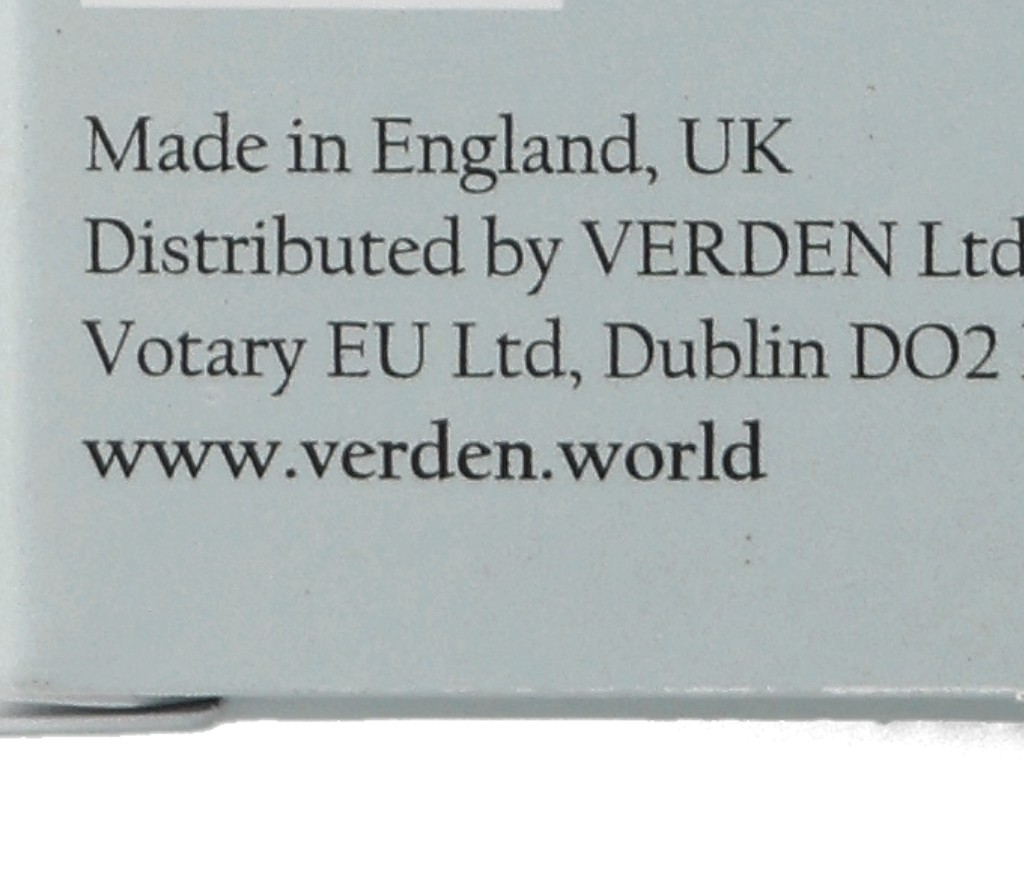 Made in England, UK
Distributed by VERDEN Ltd
Votary EU Ltd, Dublin DO2
www.verden.world